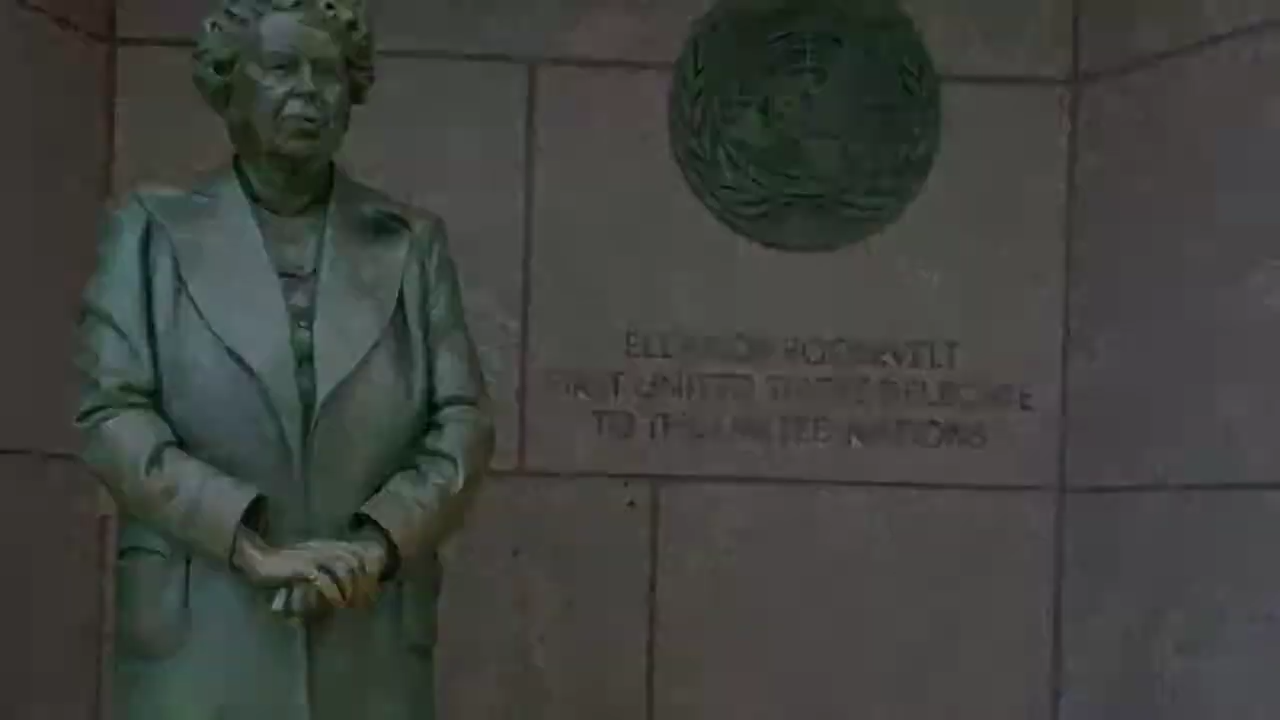 ELEANOR ROOSEVELT
FIRST UNITED STATES DELEGATE
TO THE UNITED NATIONS